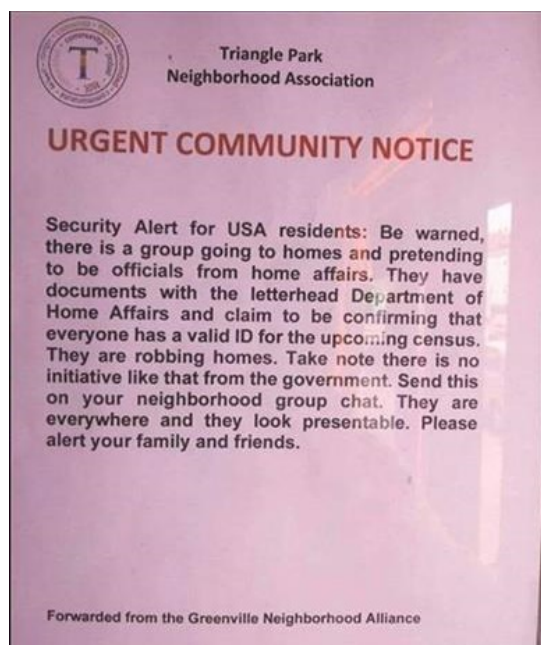 T
Triangle Park
Neighborhood Association
URGENT COMMUNITY NOTICE
Security Alert for USA residents: Be warned,
there is a group going to homes and pretending
to be officials from home affairs. They have
documents with the letterhead Department of
Home Affairs and claim to be confirming that
everyone has a valid ID for the upcoming census.
They are robbing homes. Take note there is no
initiative like that from the government. Send this
on your neighborhood group chat. They are
everywhere and they look presentable. Please
alert your family and friends.
Forwarded from the Greenville Neighborhood Alliance